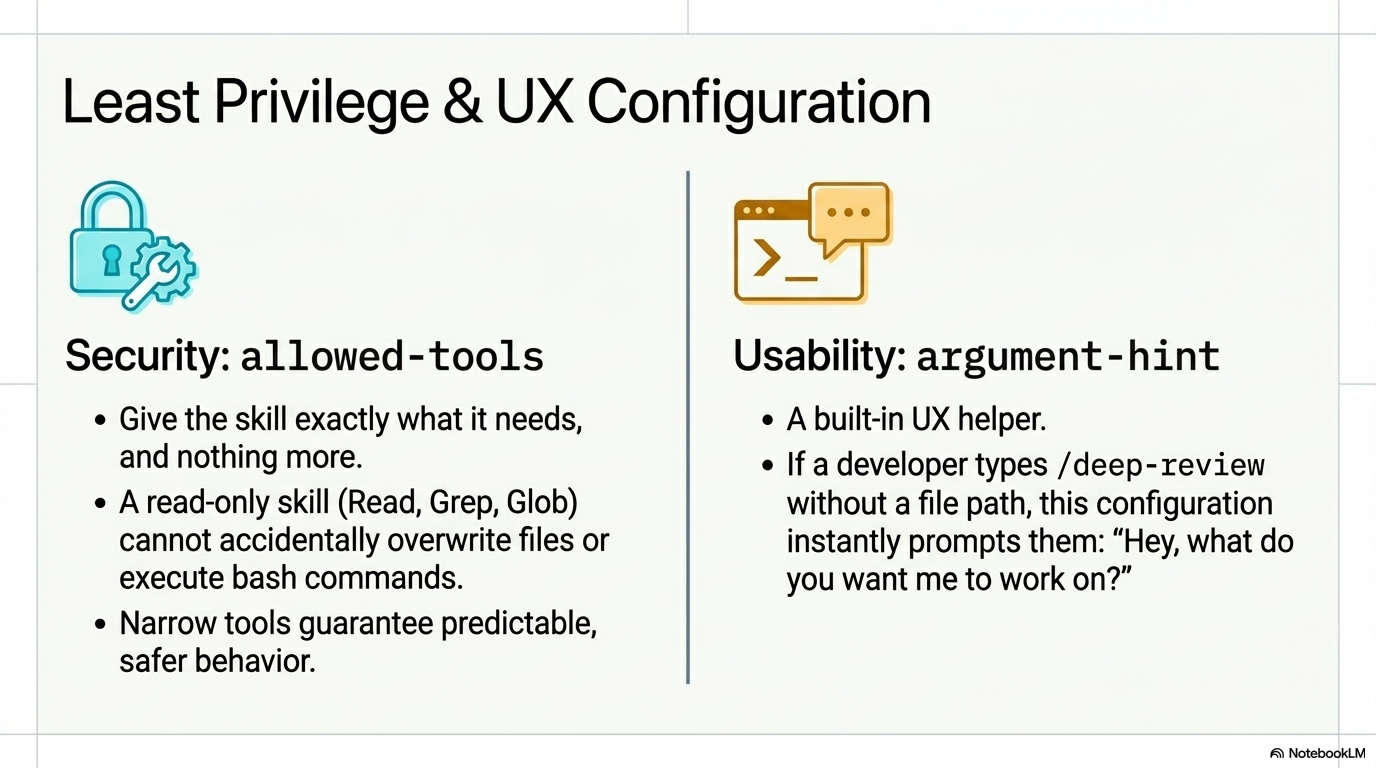 Least Privilege & UX Configuration
Security: allowed-tools
• Give the skill exactly what it needs,
and nothing more.
• A read-only skill (Read, Grep, Glob)
cannot accidentally overwrite files or
execute bash commands.
• Narrow tools guarantee predictable,
safer behavior.
Usability: argument-hint
• A built-in UX helper.
• If a developer types /deep-review
without a file path, this configuration
instantly prompts them: “Hey, what do
you want me to work on?”
NotebookLM